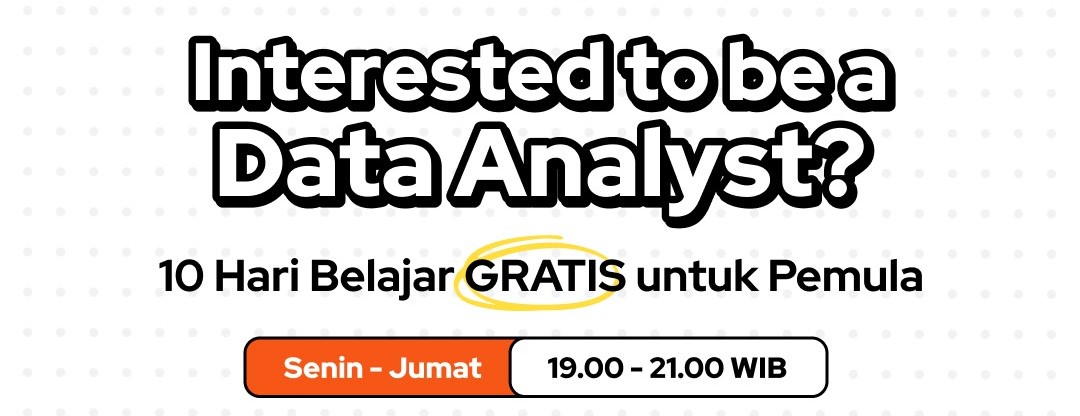 Interested to be a
Data Analyst?
10 Hari Belajar GRATIS untuk Pemula
Senin - Jumat
19.00 - 21.00 WIB